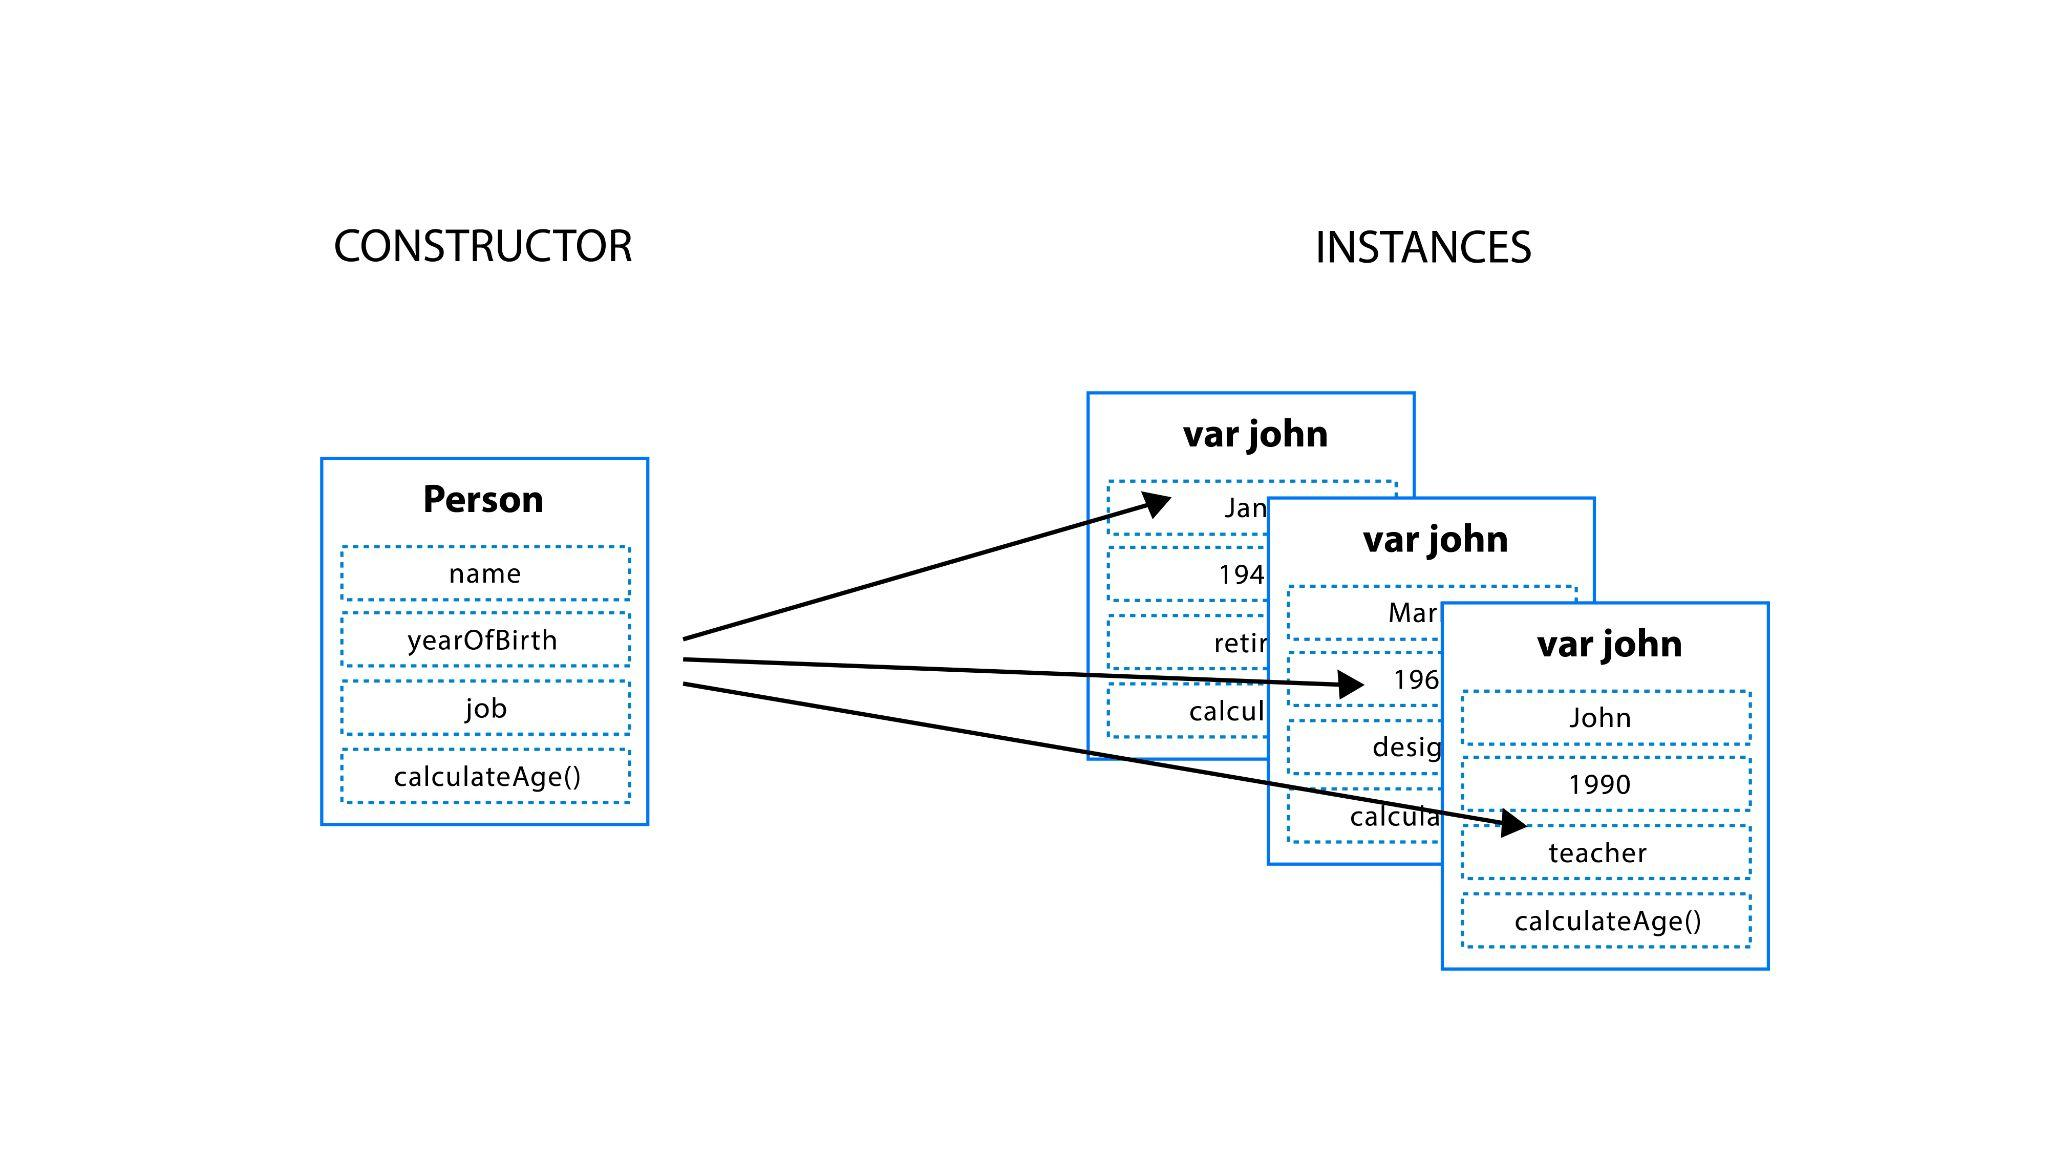 CONSTRUCTOR
INSTANCES
Person
name
yearOfBirth
job
calculateAge()
var john
Jan
194
retir
calcul
var john
Mar
196
desig
calcula
var john
John
1990
teacher
calculateAge()